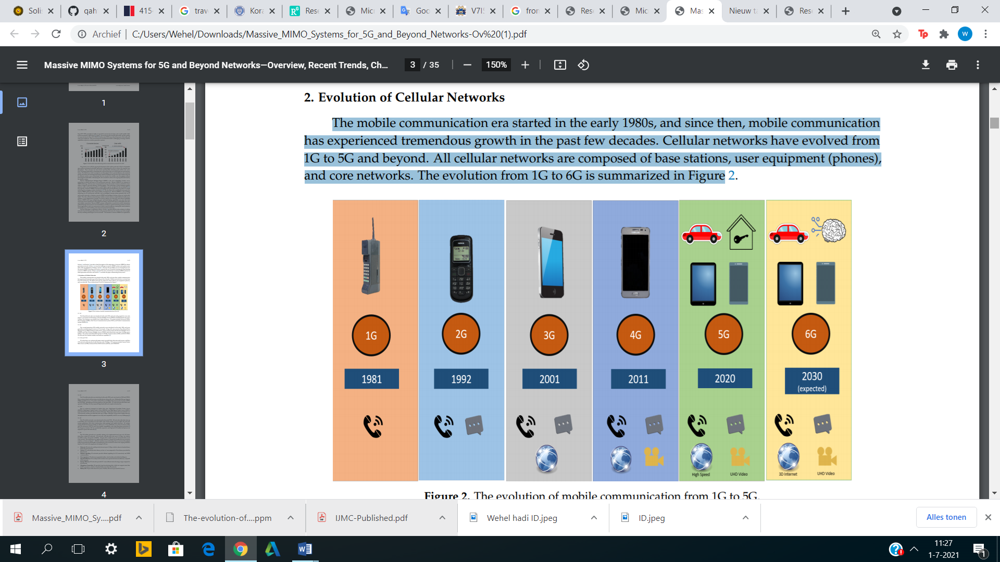 Soli
qah
415
trav
Kora
Rese
Micr
Goo
V7I5
fron
Rese
Mic
Mas
Nieuw ta
Res
Archief
C:/Users/Wehel/Downloads/Massive_MIMO_Systems_for_5G_and_Beyond_Networks-Ov%20(1).pdf
W
Massive MIMO Systems for 5G and Beyond Networks—Overview, Recent Trends, Ch...
3 / 35
150%
1
2
3
4
2. Evolution of Cellular Networks
The mobile communication era started in the early 1980s, and since then, mobile communication
has experienced tremendous growth in the past few decades. Cellular networks have evolved from
1G to 5G and beyond. All cellular networks are composed of base stations, user equipment (phones),
and core networks. The evolution from 1G to 6G is summarized in Figure 2.
NOKIA
1G
2G
3G
4G
5G
6G
1981
1992
2001
2011
2020
2030
(expected)
High Speed
UHD Video
3D Internet
UHD Video
Figure 2. The evolution of mobile communication from 1G to 5G.
Massive_MIMO_Sy....pdf
The-evolution-of....ppm
IJMC-Published.pdf
Wehel hadi ID.jpeg
ID.jpeg
Alles tonen
11:27
1-7-2021
1